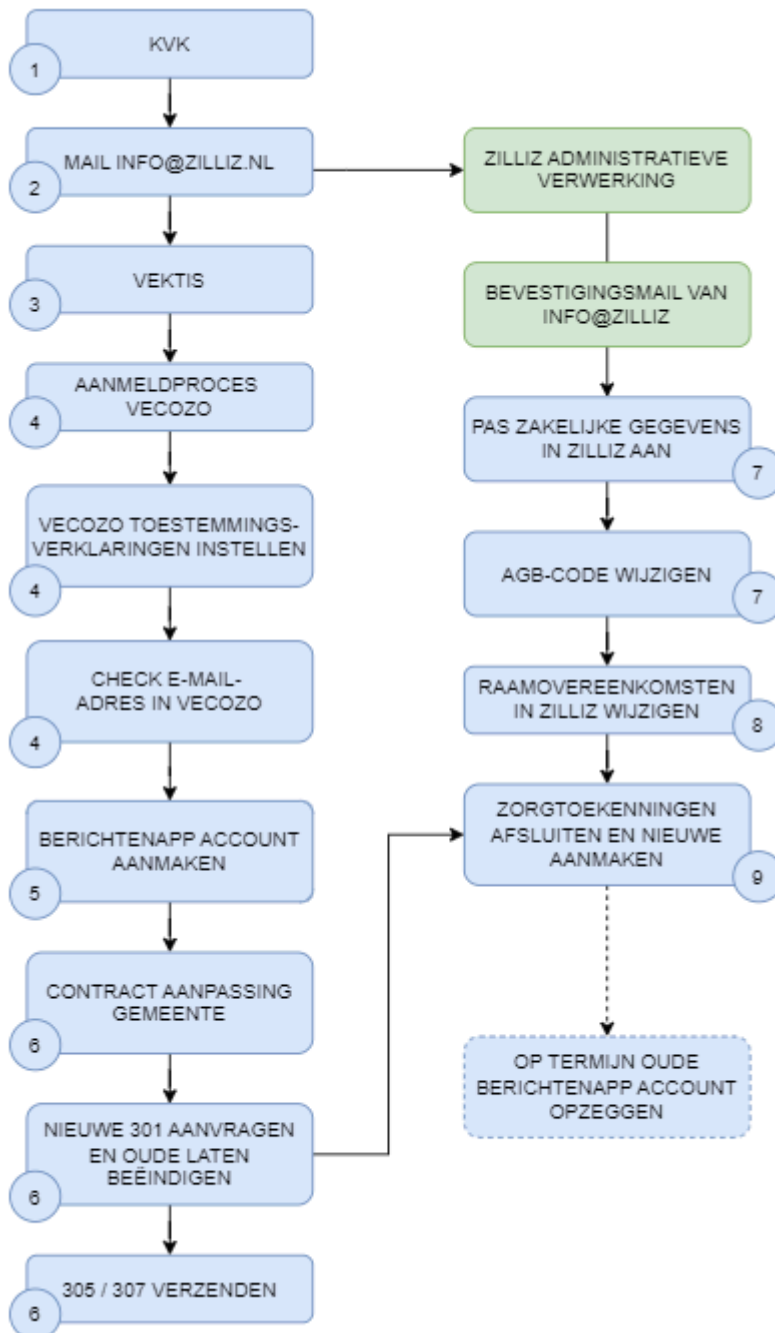 KVK
1
MAIL INFO@ZILLIZ.NL
2
VEKTIS
3
AANMELDPROCES
VECOZO
4
VECOZO TOESTEMMINGS-
VERKLARINGEN INSTELLEN
4
CHECK E-MAIL-
ADRES IN VECOZO
4
BERICHTENAPP ACCOUNT
AANMAKEN
5
CONTRACT AANPASSING
GEMEENTE
6
NIEUWE 301 AANVRAGEN
EN OUDE LATEN
BEËINDIGEN
6
305 / 307 VERZENDEN
6
ZILLIZ ADMINISTRATIEVE
VERWERKING
BEVESTIGINGSMAIL VAN
INFO@ZILLIZ
PAS ZAKELIJKE GEGEVENS
IN ZILLIZ AAN
7
AGB-CODE WIJZIGEN
7
RAAMOVEREENKOMSTEN
IN ZILLIZ WIJZIGEN
8
ZORGTOEKENNINGEN
AFSLUITEN EN NIEUWE
AANMAKEN
9
OP TERMIJN OUDE
BERICHTENAPP ACCOUNT
OPZEGGEN